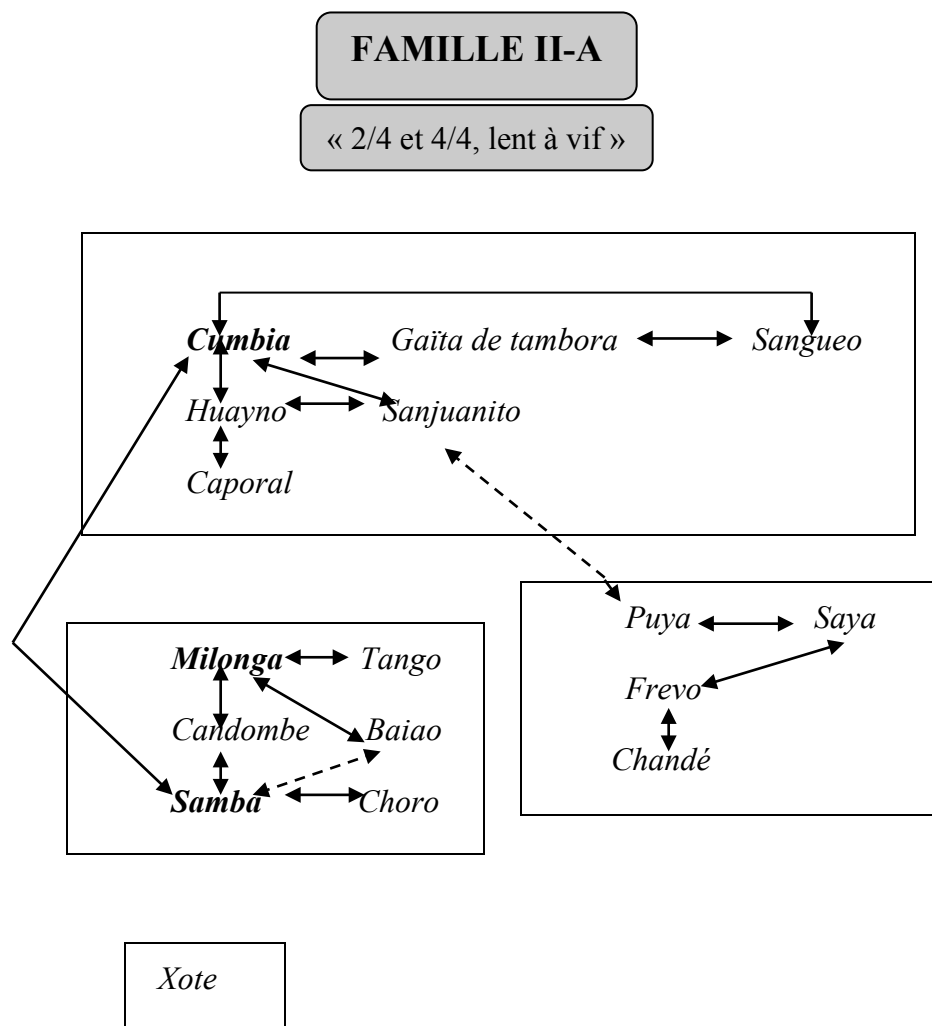 FAMILLE II-A
« 2/4 et 4/4, lent à vif »
Cumbia Gaïta de tambora Sangueo
Huayno Sanjuanito
Caporal
Puya Saya
Frevo
Chandé
Milonga Tango
Candombe Baiao
Samba Choro
Xote